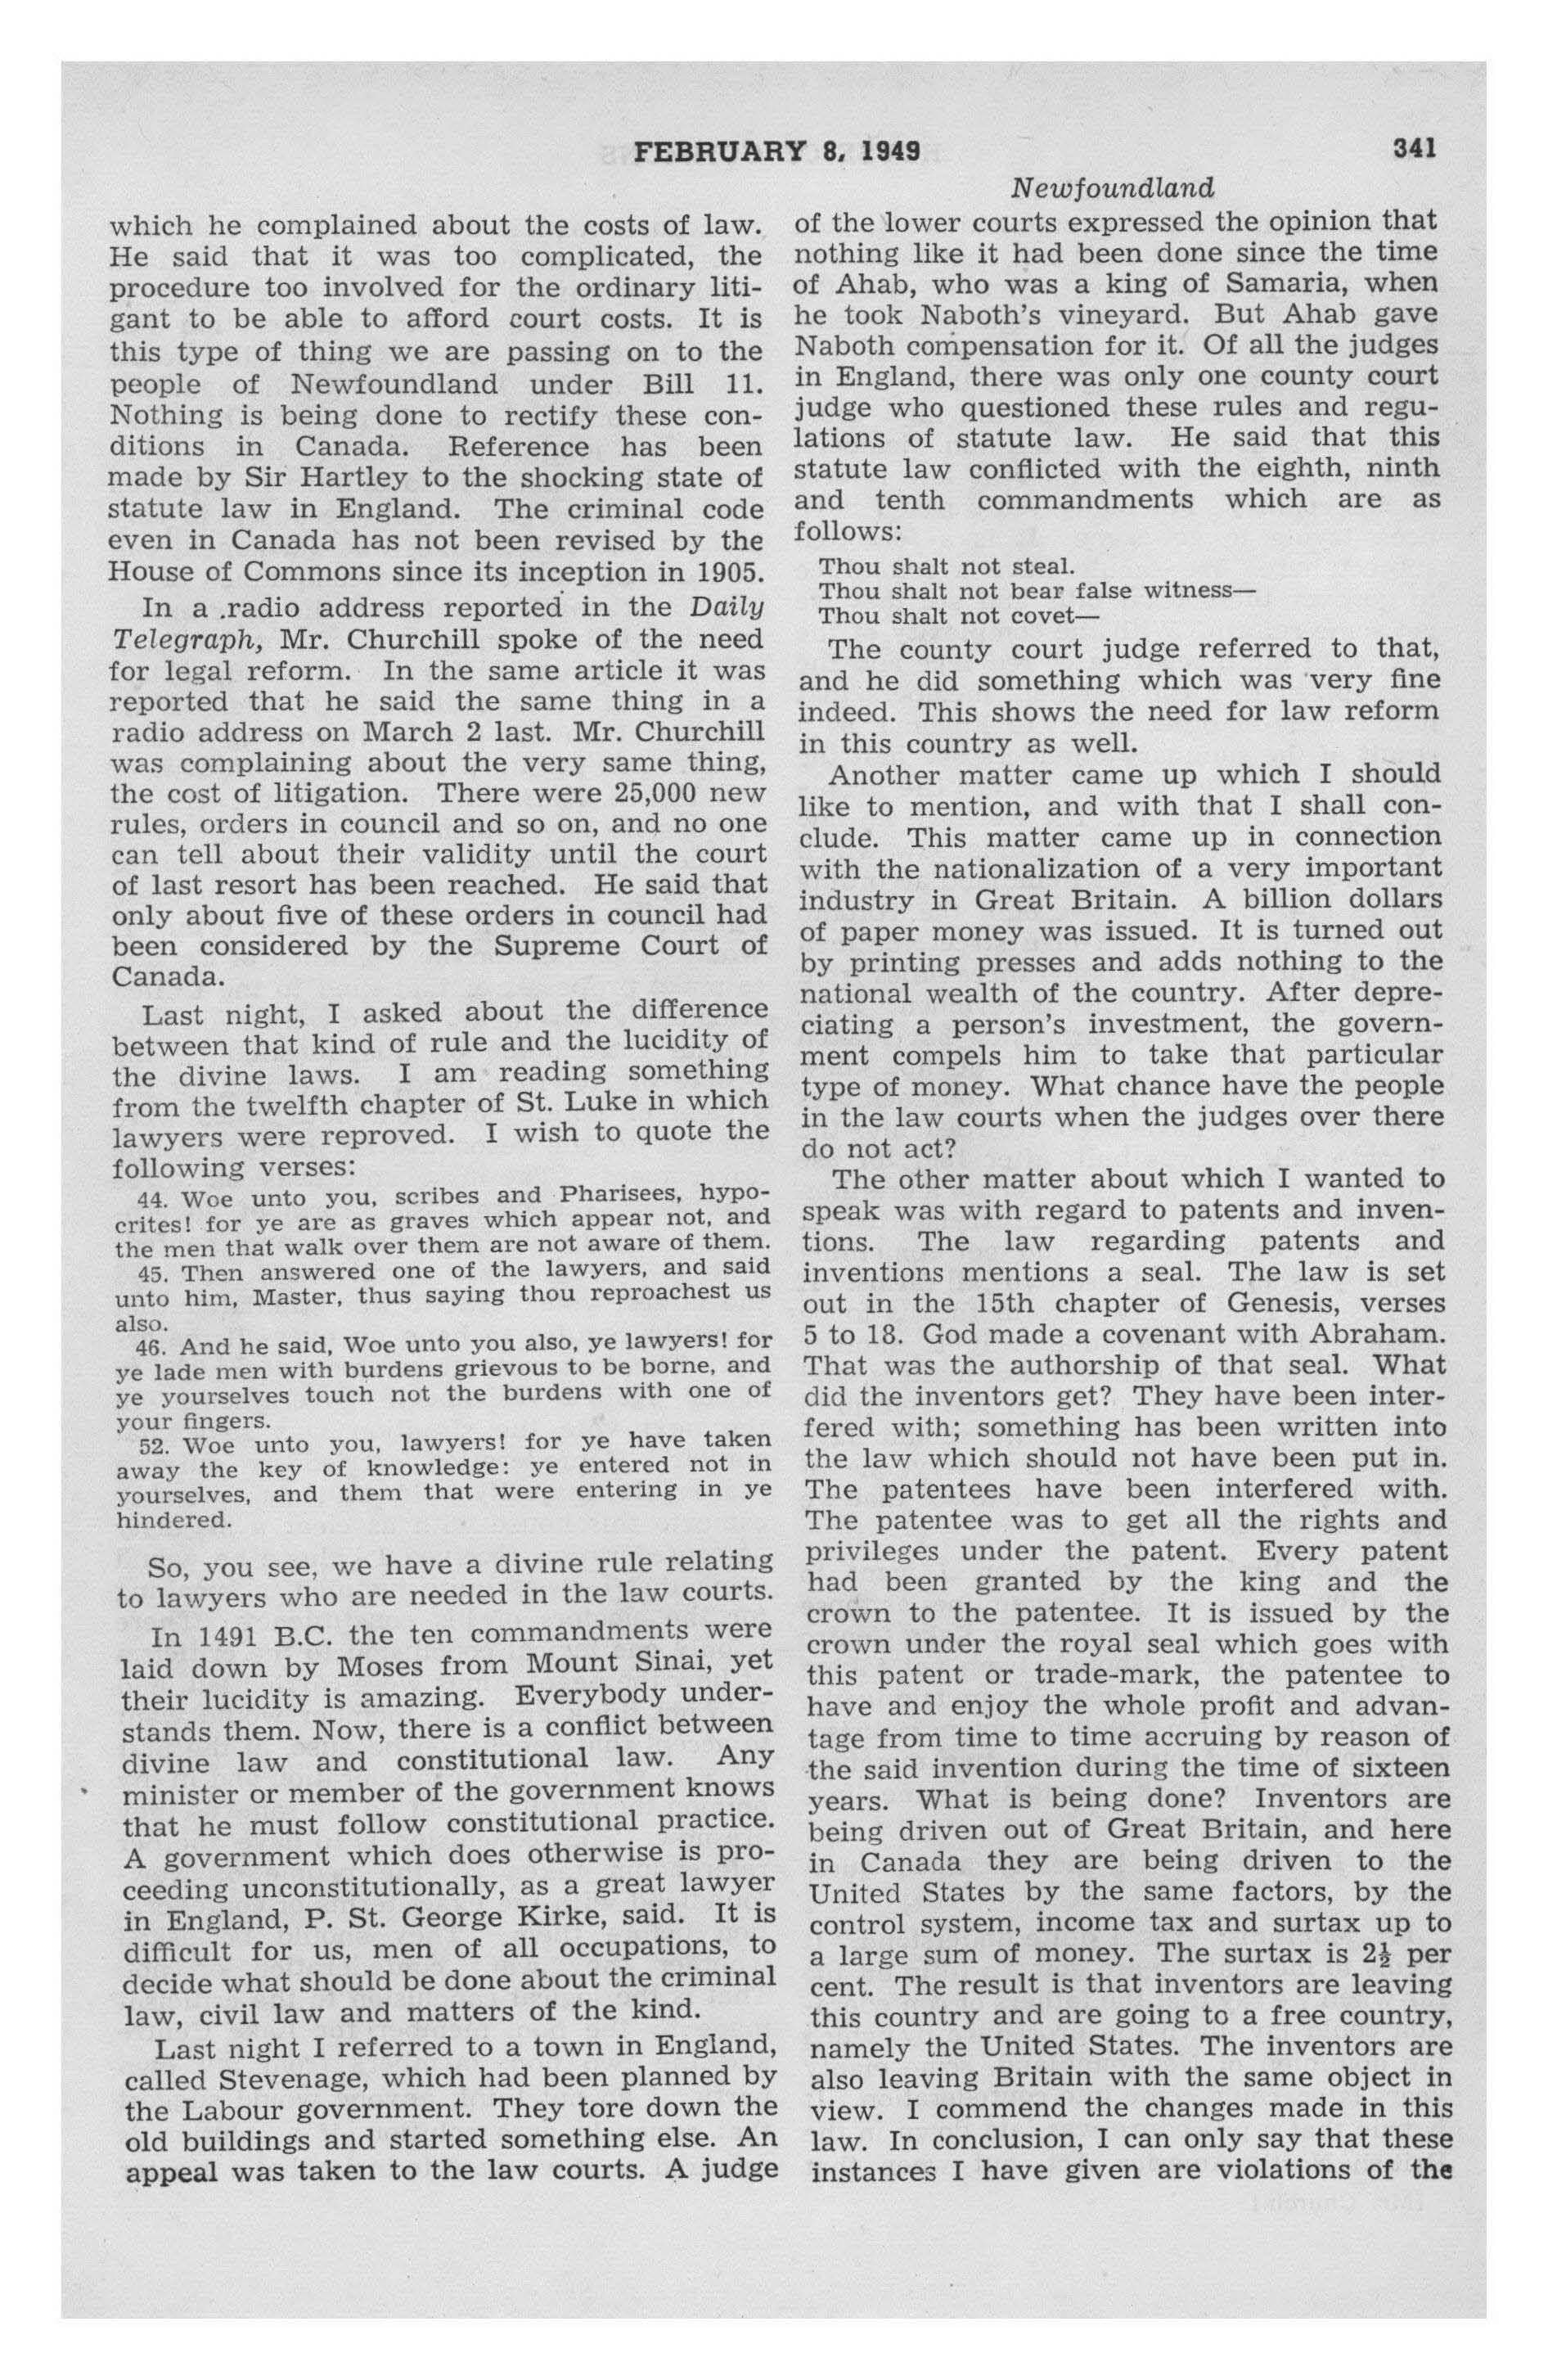 FEBRUARY 8, 1949
341
Newfoundland
which he complained about the costs of law.
He said that it was too complicated, the
procedure too involved for the ordinary liti-
gant to be able to afford court costs. It is
this type of thing we are passing on to the
people of Newfoundland under Bill 11.
Nothing is being done to rectify these con-
ditions in Canada. Reference has been
made by Sir Hartley to the shocking state of
statute law in England. The criminal code
even in Canada has not been revised by the
House of Commons since its inception in 1905.
In a radio address reported in the Daily
Telegraph, Mr. Churchill spoke of the need
for legal reform. In the same article it was
reported that he said the same thing in a
radio address on March 2 last. Mr. Churchill
was complaining about the very same thing,
the cost of litigation. There were 25,000 new
rules, orders in council and so on, and no one
can tell about their validity until the court
of last resort has been reached. He said that
only about five of these orders in council had
been considered by the Supreme Court of
Canada.
Last night, I asked about the difference
between that kind of rule and the lucidity of
the divine laws. I am reading something
from the twelfth chapter of St. Luke in which
lawyers were reproved. I wish to quote the
following verses:
44. Woe unto you, scribes and Pharisees, hypo-
crites! for ye are as graves which appear not, and
the men that walk over them are not aware of them.
45. Then answered one of the lawyers, and said
unto him, Master, thus saying thou reproachest us
also.
46. And he said, Woe unto you also, ye lawyers! for
ye lade men with burdens grievous to be borne, and
ye yourselves touch not the burdens with one of
your fingers.
52. Woe unto you, lawyers! for ye have taken
away the key of knowledge: ye entered not in
yourselves, and them that were entering in ye
hindered.
So, you see, we have a divine rule relating
to lawyers who are needed in the law courts.
In 1491 B.C. the ten commandments were
laid down by Moses from Mount Sinai, yet
their lucidity is amazing. Everybody under-
stands them. Now, there is a conflict between
divine law and constitutional law. Any
minister or member of the government knows
that he must follow constitutional practice.
A government which does otherwise is pro-
ceeding unconstitutionally, as a great lawyer
in England, P. St. George Kirke, said. It is
difficult for us, men of all occupations, to
decide what should be done about the criminal
law, civil law and matters of the kind.
Last night I referred to a town in England,
called Stevenage, which had been planned by
the Labour government. They tore down the
old buildings and started something else. An
appeal was taken to the law courts. A judge
of the lower courts expressed the opinion that
nothing like it had been done since the time
of Ahab, who was a king of Samaria, when
he took Naboth's vineyard. But Ahab gave
Naboth compensation for it. Of all the judges
in England, there was only one county court
judge who questioned these rules and regu-
lations of statute law. He said that this
statute law conflicted with the eighth, ninth
and tenth commandments which are as
follows:
Thou shalt not steal.
Thou shalt not bear false witness—
Thou shalt not covet—
The county court judge referred to that,
and he did something which was very fine
indeed. This shows the need for law reform
in this country as well.
Another matter came up which I should
like to mention, and with that I shall con-
clude. This matter came up in connection
with the nationalization of a very important
industry in Great Britain. A billion dollars
of paper money was issued. It is turned out
by printing presses and adds nothing to the
national wealth of the country. After depre-
ciating a person's investment, the govern-
ment compels him to take that particular
type of money. What chance have the people
in the law courts when the judges over there
do not act?
The other matter about which I wanted to
speak was with regard to patents and inven-
tions. The law regarding patents and
inventions mentions a seal. The law is set
out in the 15th chapter of Genesis, verses
5 to 18. God made a covenant with Abraham.
That was the authorship of that seal. What
did the inventors get? They have been inter-
fered with; something has been written into
the law which should not have been put in.
The patentees have been interfered with.
The patentee was to get all the rights and
privileges under the patent. Every patent
had been granted by the king and the
crown to the patentee. It is issued by the
crown under the royal seal which goes with
this patent or trade-mark, the patentee to
have and enjoy the whole profit and advan-
tage from time to time accruing by reason of
the said invention during the time of sixteen
years. What is being done? Inventors are
being driven out of Great Britain, and here
in Canada they are being driven to the
United States by the same factors, by the
control system, income tax and surtax up to
a large sum of money. The surtax is 2½ per
cent. The result is that inventors are leaving
this country and are going to a free country,
namely the United States. The inventors are
also leaving Britain with the same object in
view. I commend the changes made in this
law. In conclusion, I can only say that these
instances I have given are violations of the